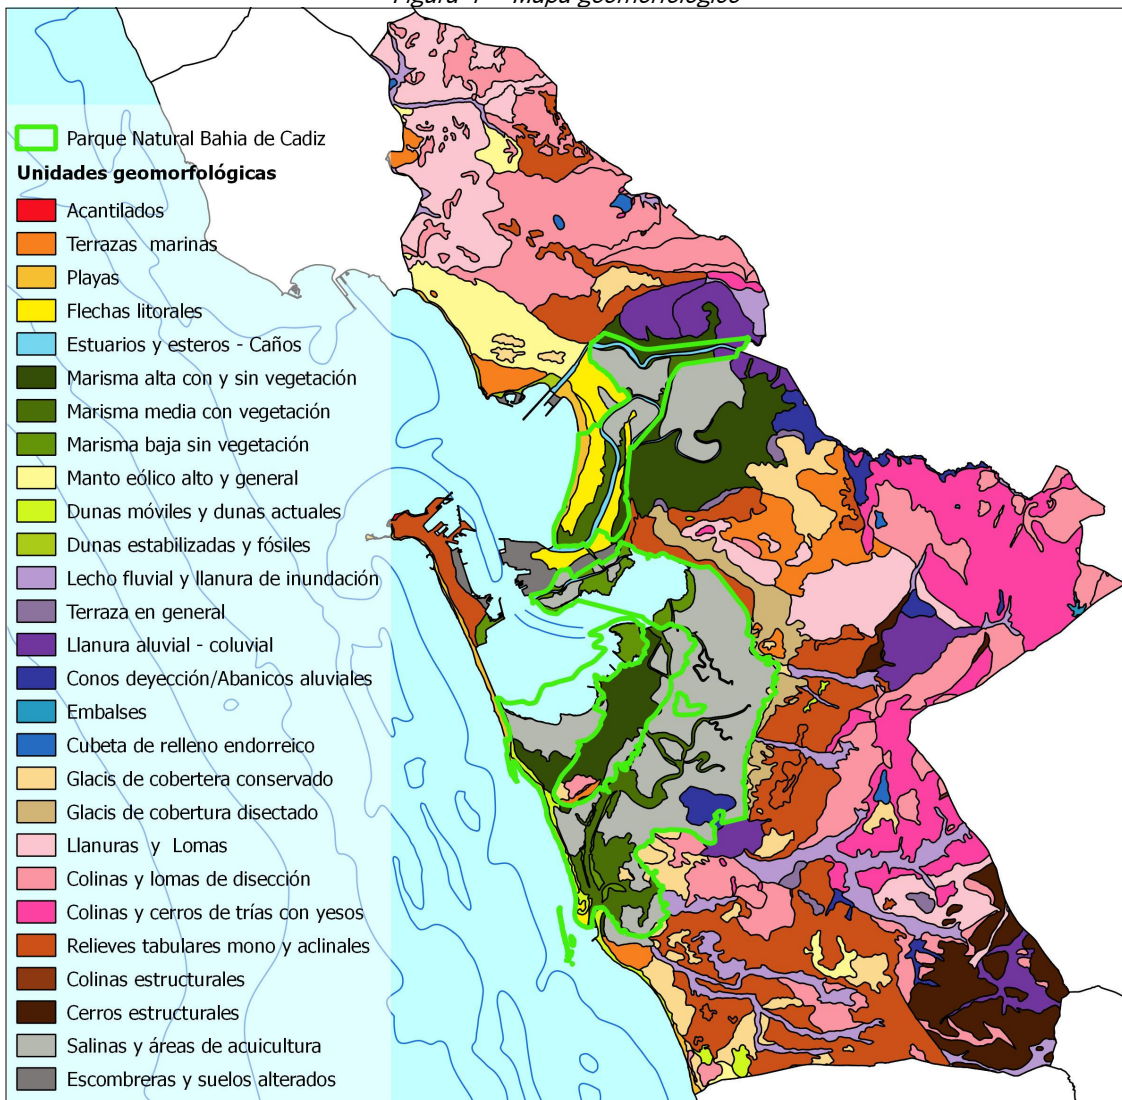 Mapa geomorfológico
Parque Natural Bahia de Cadiz
Unidades geomorfológicas
Acantilados
Terrazas marinas
Playas
Flechas litorales
Estuarios y esteros - Caños
Marisma alta con y sin vegetación
Marisma media con vegetación
Marisma baja sin vegetación
Manto eólico alto y general
Dunas móviles y dunas actuales
Dunas estabilizadas y fósiles
Lecho fluvial y llanura de inundación
Terraza en general
Llanura aluvial - coluvial
Conos deyección/Abanicos aluviales
Embalses
Cubeta de relleno endorreico
Glacis de cobertera conservado
Glacis de cobertura disectado
Llanuras y Lomas
Colinas y lomas de disección
Colinas y cerros de trías con yesos
Relieves tabulares mono y aclinales
Colinas estructurales
Cerros estructurales
Salinas y áreas de acuicultura
Escombreras y suelos alterados